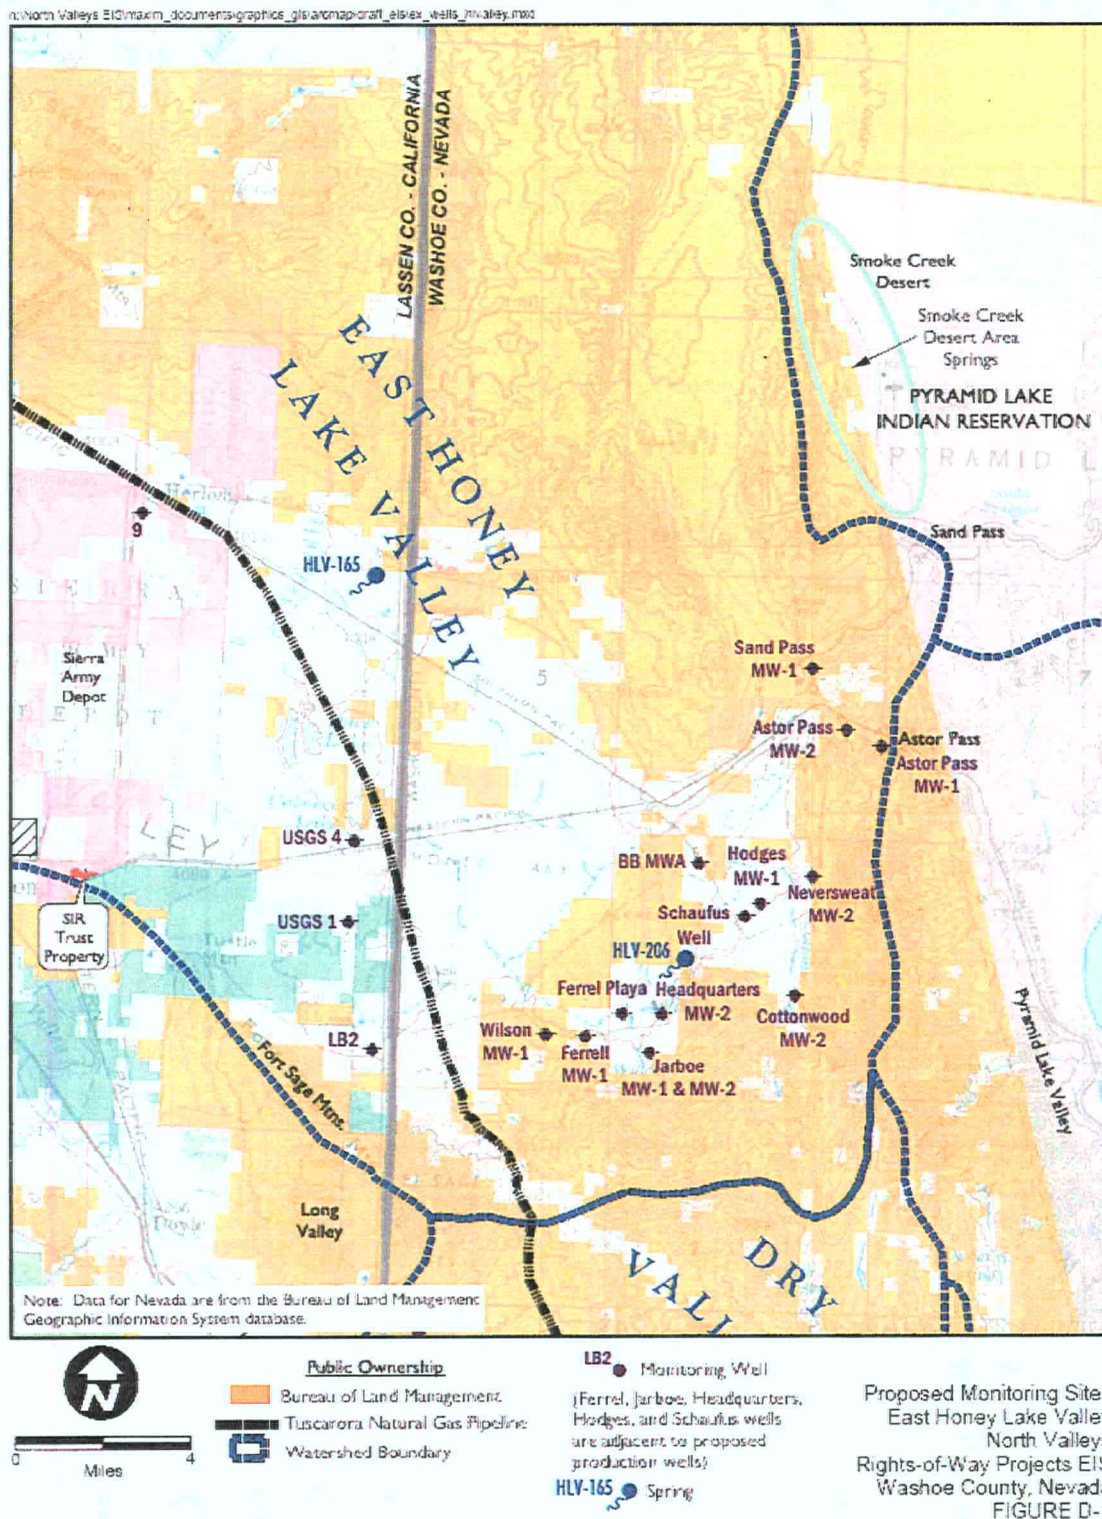 n:\North Valleys EIS\maxim_documents\graphics_gis\arcmap\draft_eis\ex_wells_hvalley.mxd
LASSEN CO. - CALIFORNIA
WASHOE CO. - NEVADA
EAST HONEY
LAKE VALLEY
Smoke Creek
Desert
Smoke Creek
Desert Area
Springs
PYRAMID LAKE
INDIAN RESERVATION
PYRAMID L
Sand Pass
Herlong
9
HLV-165
5
7
Sierra
Army
Depot
Sand Pass
MW-1
Astor Pass
MW-2
Astor Pass
Astor Pass
MW-1
LEY
USGS 4
BB MWA
Hodges
MW-1
Neversweat
MW-2
Schaufus
Well
SIR
Trust
Property
USGS 1
HLV-206
Ferrel Playa
Headquarters
MW-2
Cottonwood
MW-2
Wilson
MW-1
Ferrell
MW-1
Jarboe
MW-1 & MW-2
LB2
Fort Sage Mtns.
Pyramid Lake Valley
Long
Valley
DRY
VALL
Note: Data for Nevada are from the Bureau of Land Management
Geographic Information System database.
N
0 4
Miles
Public Ownership
Bureau of Land Management
Tuscarora Natural Gas Pipeline
Watershed Boundary
LB2 Monitoring Well
(Ferrel, Jarboe, Headquarters,
Hodges, and Schaufus wells
are adjacent to proposed
production wells)
HLV-165 Spring
Proposed Monitoring Site
East Honey Lake Valle
North Valley
Rights-of-Way Projects EIS
Washoe County, Nevada
FIGURE D-